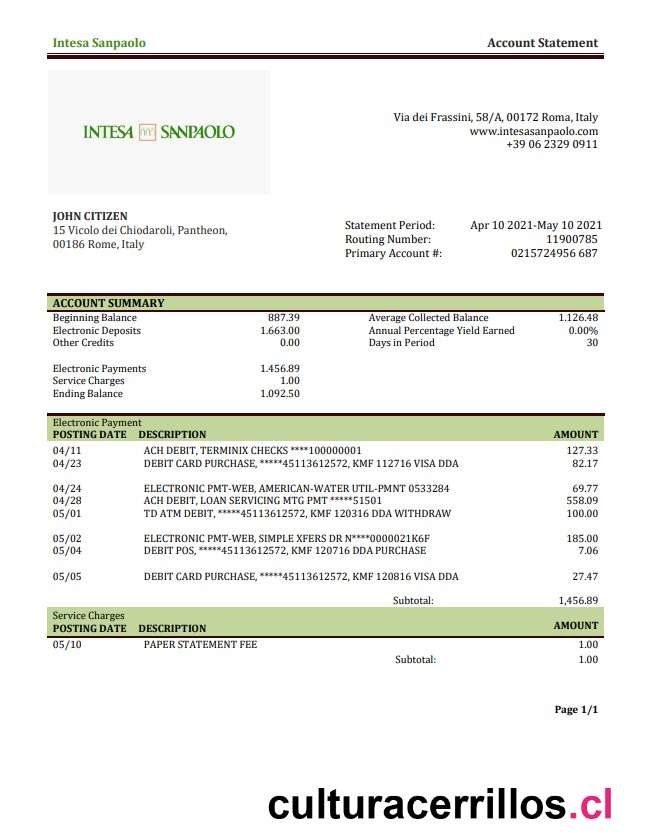 Intesa Sanpaolo Account Statement
INTESA SANPAOLO
Via dei Frassini, 58/A, 00172 Roma, Italy
www.intesasanpaolo.com
+39 06 2329 0911
JOHN CITIZEN
15 Vicolo dei Chiodaroli, Pantheon,
00186 Rome, Italy
Statement Period: Apr 10 2021-May 10 2021
Routing Number: 11900785
Primary Account #: 0215724956 687
ACCOUNT SUMMARY
Beginning Balance 887.39 Average Collected Balance 1.126.48
Electronic Deposits 1.663.00 Annual Percentage Yield Earned 0.00%
Other Credits 0.00 Days in Period 30
Electronic Payments 1.456.89
Service Charges 1.00
Ending Balance 1.092.50
Electronic Payment
POSTING DATE DESCRIPTION AMOUNT
04/11 ACH DEBIT, TERMINIX CHECKS ****100000001 127.33
04/23 DEBIT CARD PURCHASE, *****45113612572, KMF 112716 VISA DDA 82.17
04/24 ELECTRONIC PMT-WEB, AMERICAN-WATER UTIL-PMNT 0533284 69.77
04/28 ACH DEBIT, LOAN SERVICING MTG PMT *****51501 558.09
05/01 TD ATM DEBIT, *****45113612572, KMF 120316 DDA WITHDRAW 100.00
05/02 ELECTRONIC PMT-WEB, SIMPLE XFERS DR N****0000021K6F 185.00
05/04 DEBIT POS, *****45113612572, KMF 120716 DDA PURCHASE 7.06
05/05 DEBIT CARD PURCHASE, *****45113612572, KMF 120816 VISA DDA 27.47
Subtotal: 1,456.89
Service Charges
POSTING DATE DESCRIPTION AMOUNT
05/10 PAPER STATEMENT FEE 1.00
Subtotal: 1.00
Page 1/1
culturacerrillos.cl